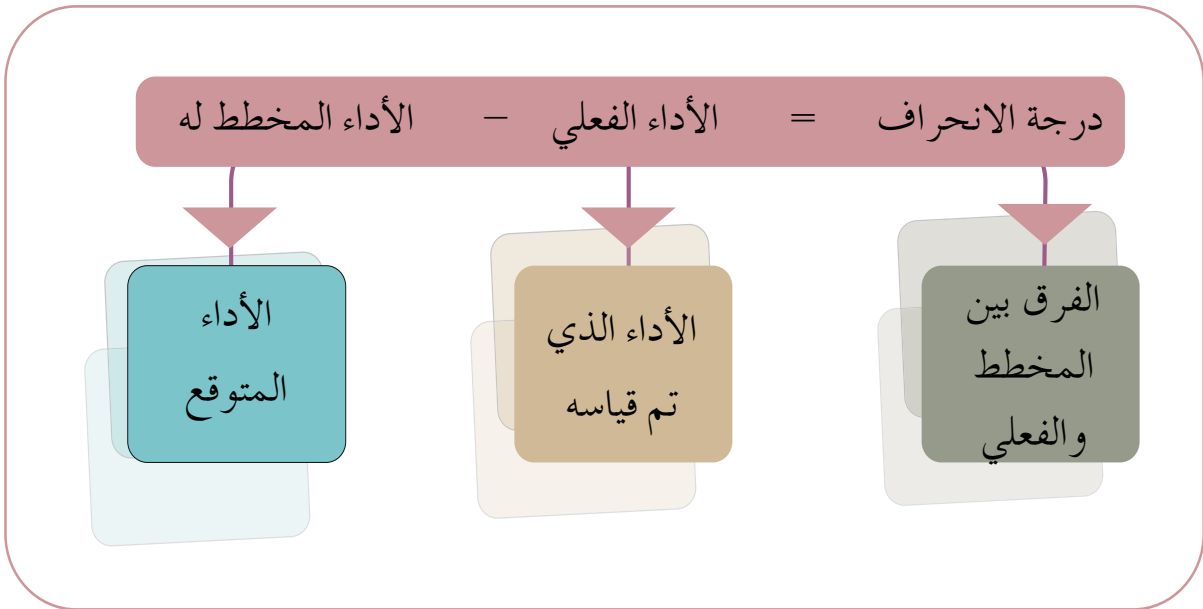 درجة الانحراف = الأداء الفعلي – الأداء المخطط له
الفرق بين
المخطط
والفعلي
الأداء الذي
تم قياسه
الأداء
المتوقع